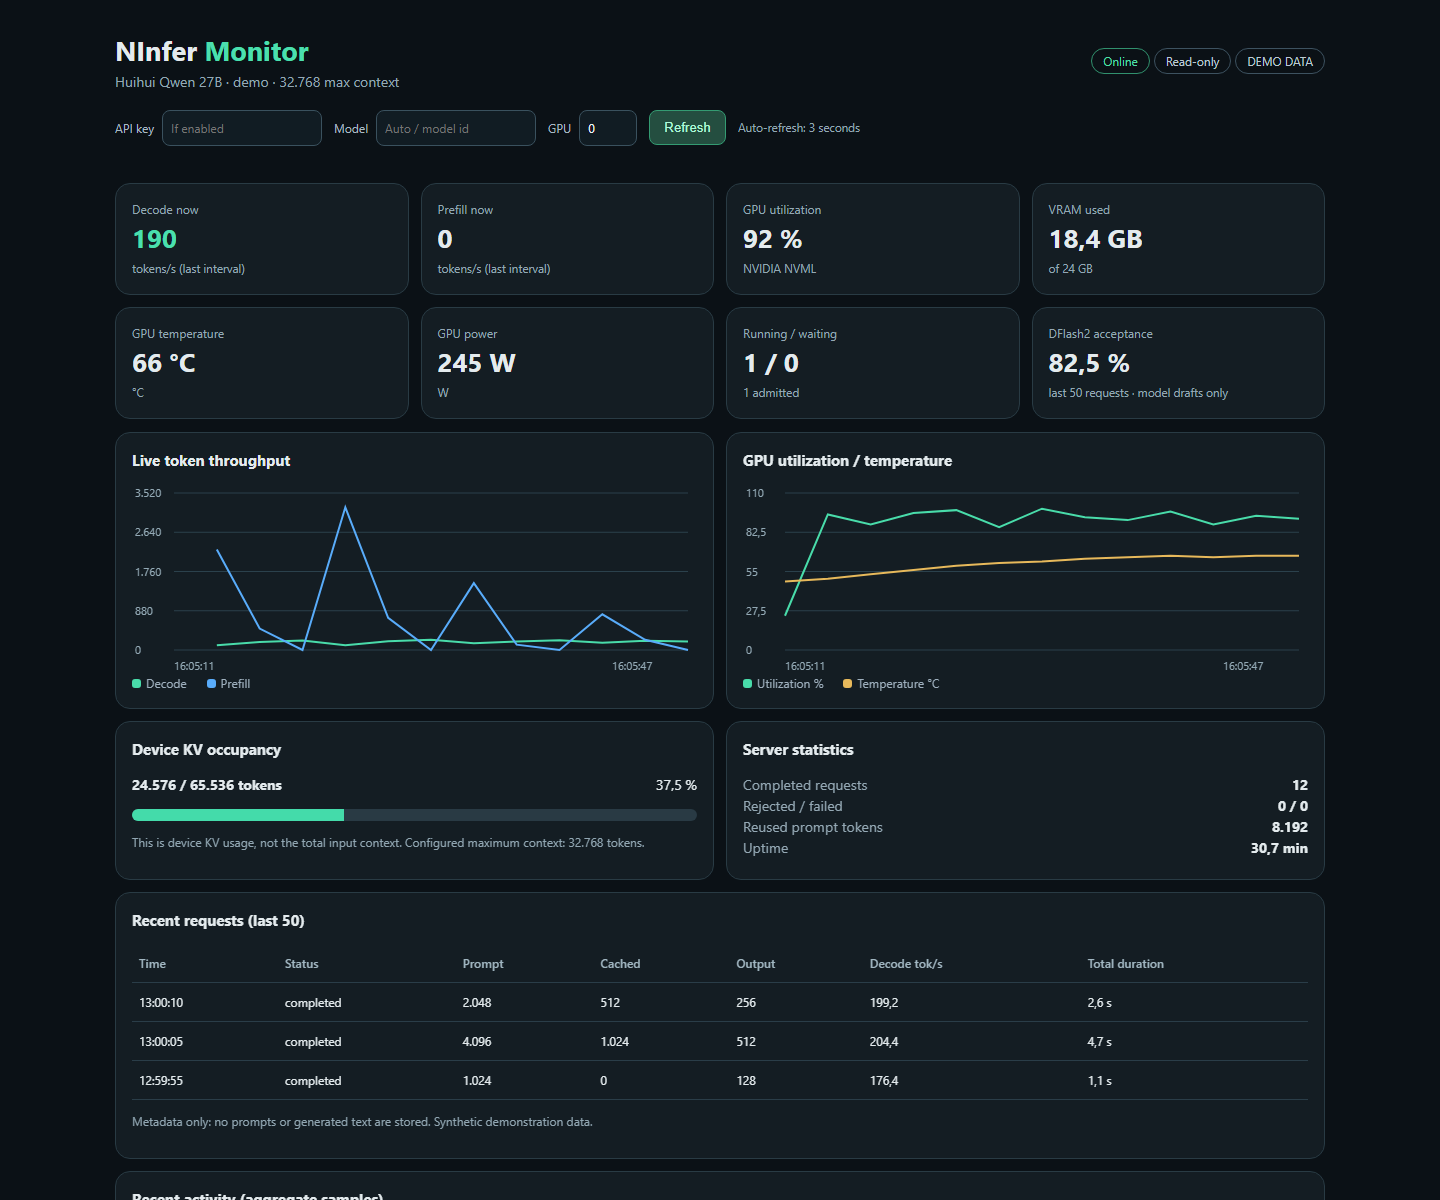 NInfer Monitor
Huihui Qwen 27B · demo · 32.768 max context
Online Read-only DEMO DATA
API key If enabled Model Auto / model id GPU 0 Refresh Auto-refresh: 3 seconds
Decode now
190
tokens/s (last interval)
Prefill now
0
tokens/s (last interval)
GPU utilization
92 %
NVIDIA NVML
VRAM used
18,4 GB
of 24 GB
GPU temperature
66 °C
°C
GPU power
245 W
W
Running / waiting
1 / 0
1 admitted
DFlash2 acceptance
82,5 %
last 50 requests · model drafts only
Live token throughput
3.520
2.640
1.760
880
0
16:05:11 16:05:47
Decode Prefill
GPU utilization / temperature
110
82,5
55
27,5
0
16:05:11 16:05:47
Utilization % Temperature °C
Device KV occupancy
24.576 / 65.536 tokens 37,5 %
This is device KV usage, not the total input context. Configured maximum context: 32.768 tokens.
Server statistics
Completed requests 12
Rejected / failed 0 / 0
Reused prompt tokens 8.192
Uptime 30,7 min
Recent requests (last 50)
Time Status Prompt Cached Output Decode tok/s Total duration
13:00:10 completed 2.048 512 256 199,2 2,6 s
13:00:05 completed 4.096 1.024 512 204,4 4,7 s
12:59:55 completed 1.024 0 128 176,4 1,1 s
Metadata only: no prompts or generated text are stored. Synthetic demonstration data.
Recent activity (aggregate samples)